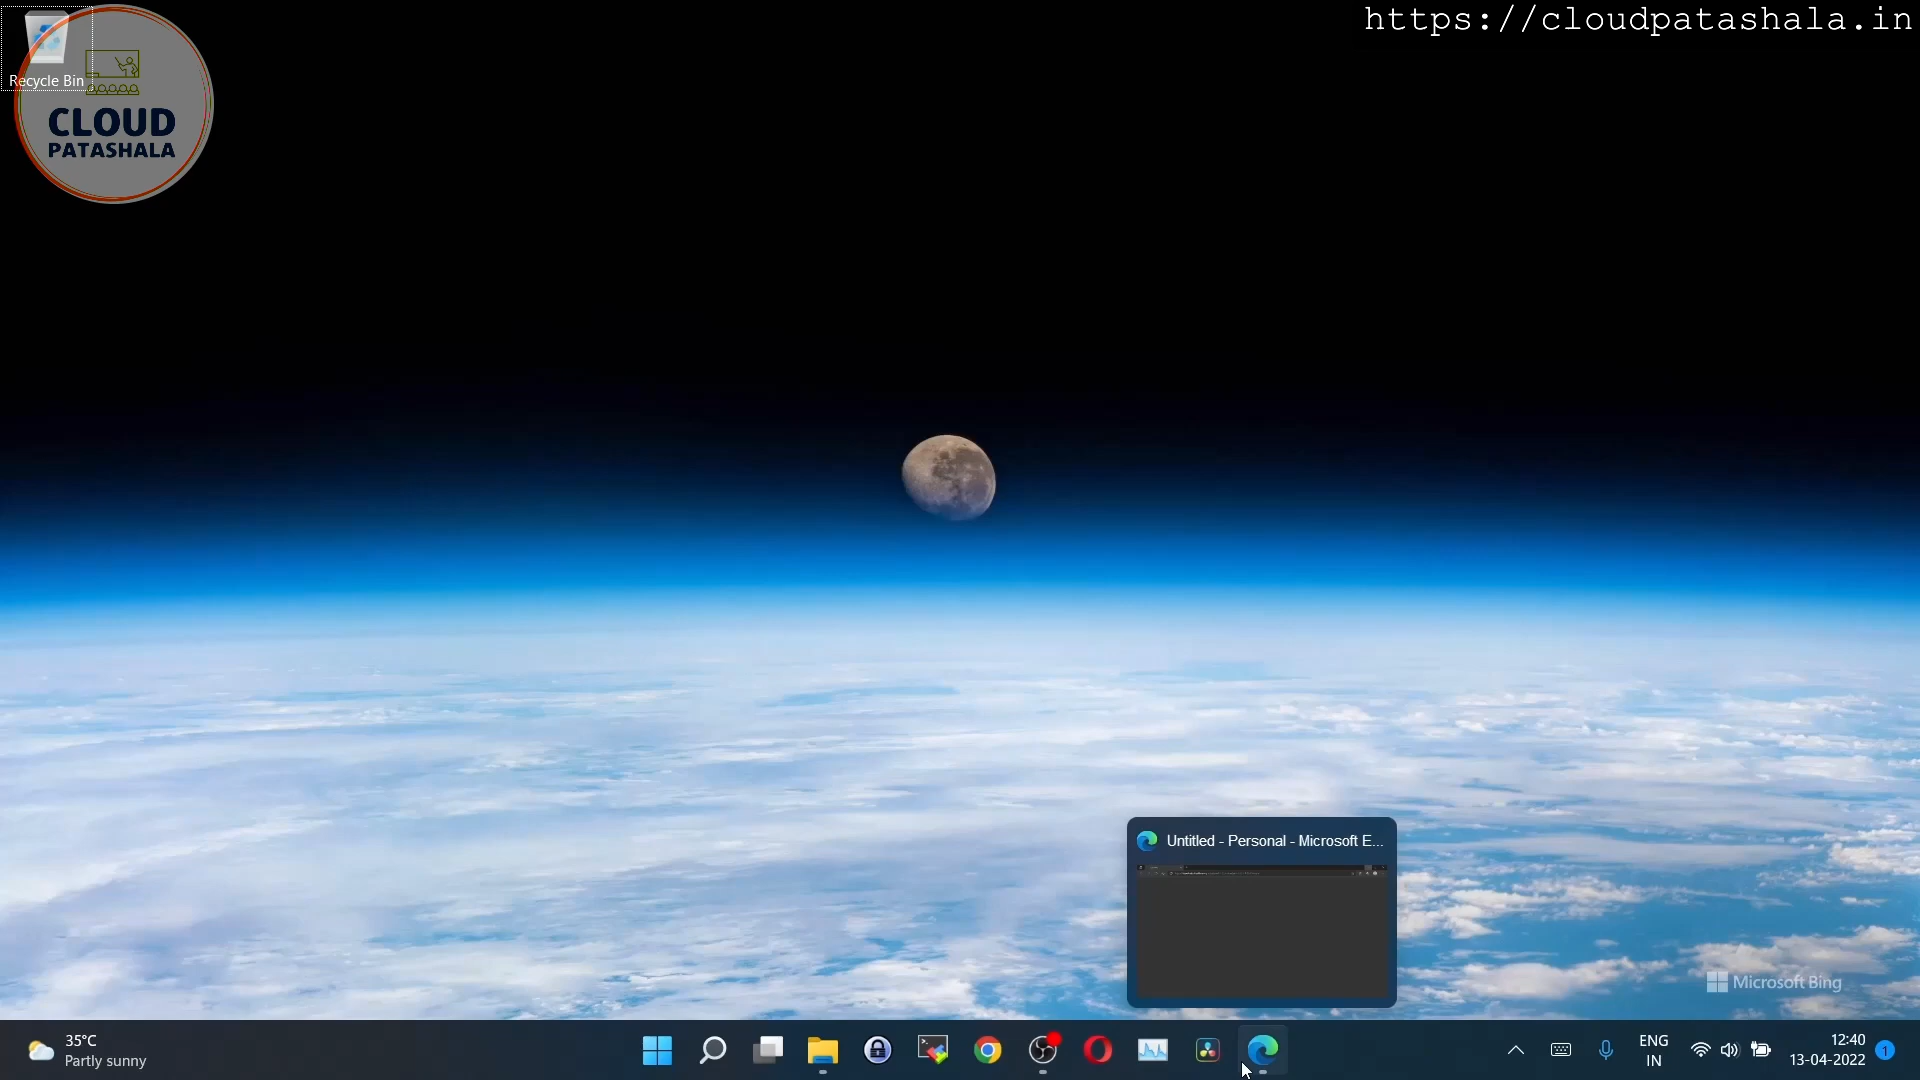 https://cloudpatashala.in
Recycle Bin
CLOUD
PATASHALA
Untitled - Personal - Microsoft E...
Microsoft Bing
35°C
Partly sunny
ENG
IN
12:40
13-04-2022
1